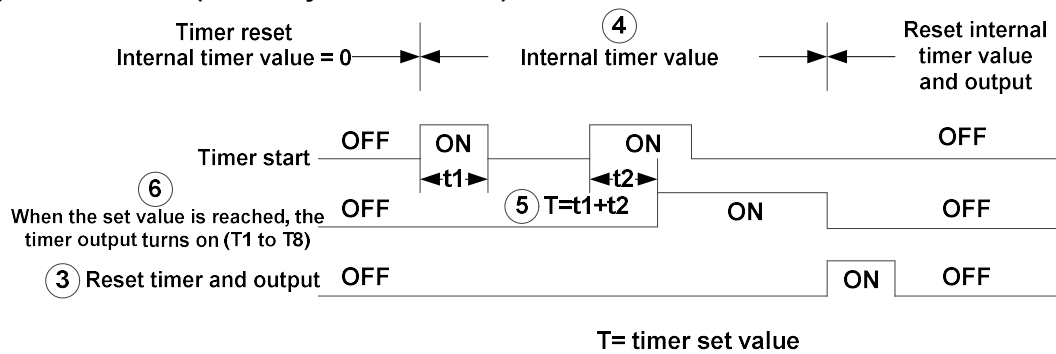 Timer reset
Internal timer value = 0
4
Internal timer value
Reset internal
timer value
and output
Timer start
OFF
ON
ON
OFF
t1
t2
6
When the set value is reached, the
timer output turns on (T1 to T8)
OFF
5 T=t1+t2
ON
OFF
3 Reset timer and output
OFF
ON
OFF
T= timer set value